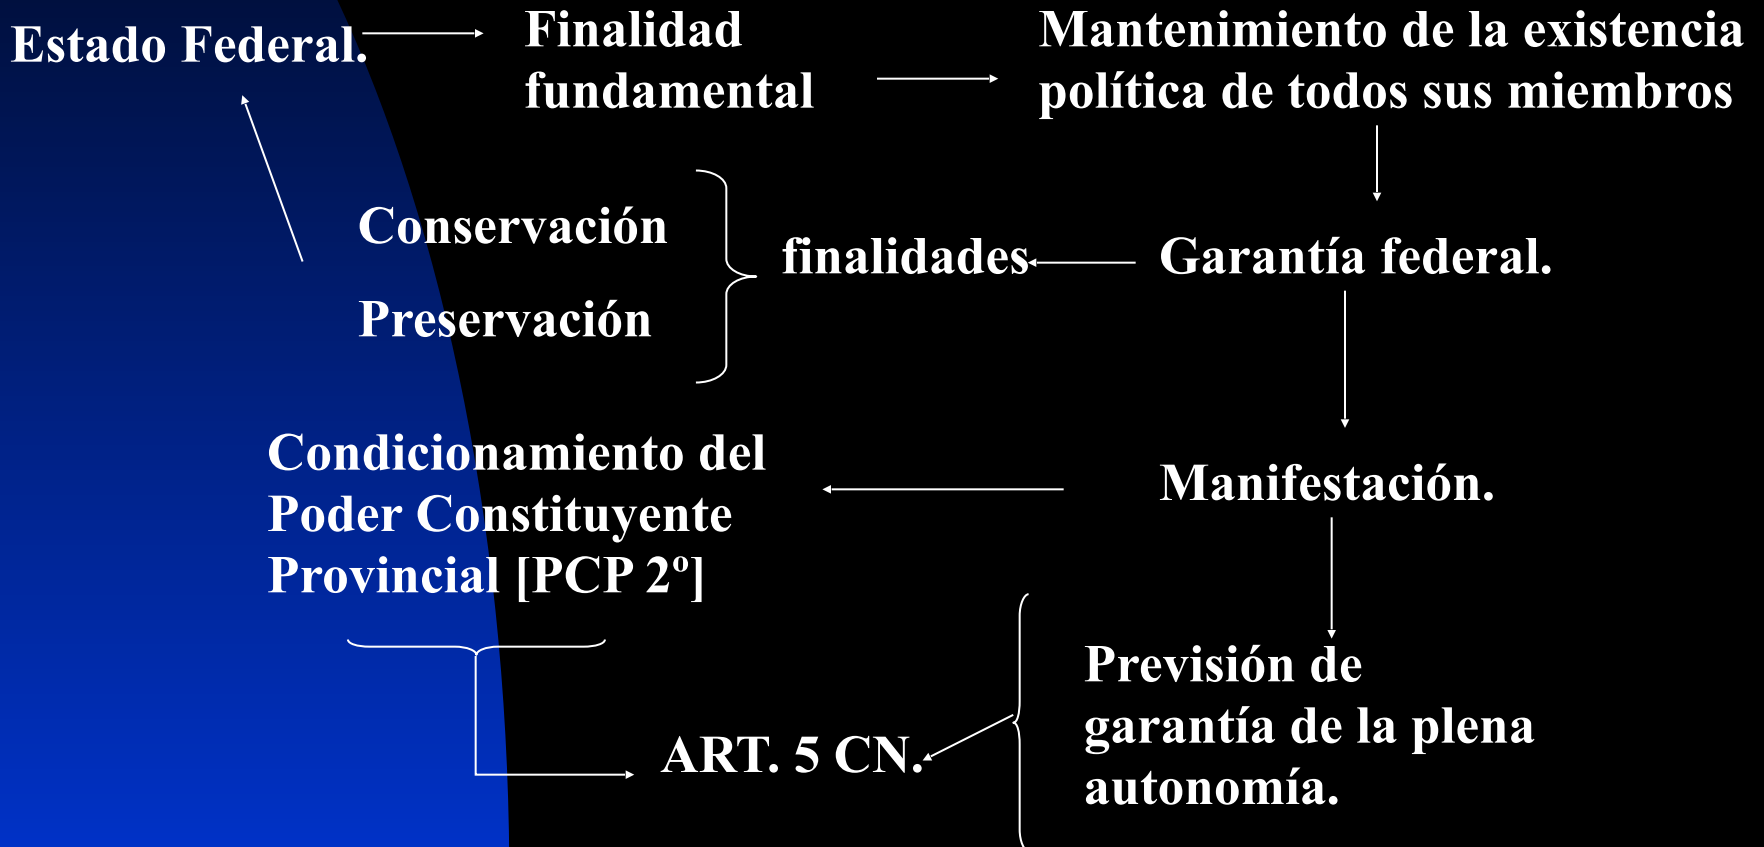 Estado Federal.
Finalidad
fundamental
Mantenimiento de la existencia
política de todos sus miembros
Conservación
Preservación
finalidades
Garantía federal.
Condicionamiento del
Poder Constituyente
Provincial [PCP 2º]
Manifestación.
ART. 5 CN.
Previsión de
garantía de la plena
autonomía.